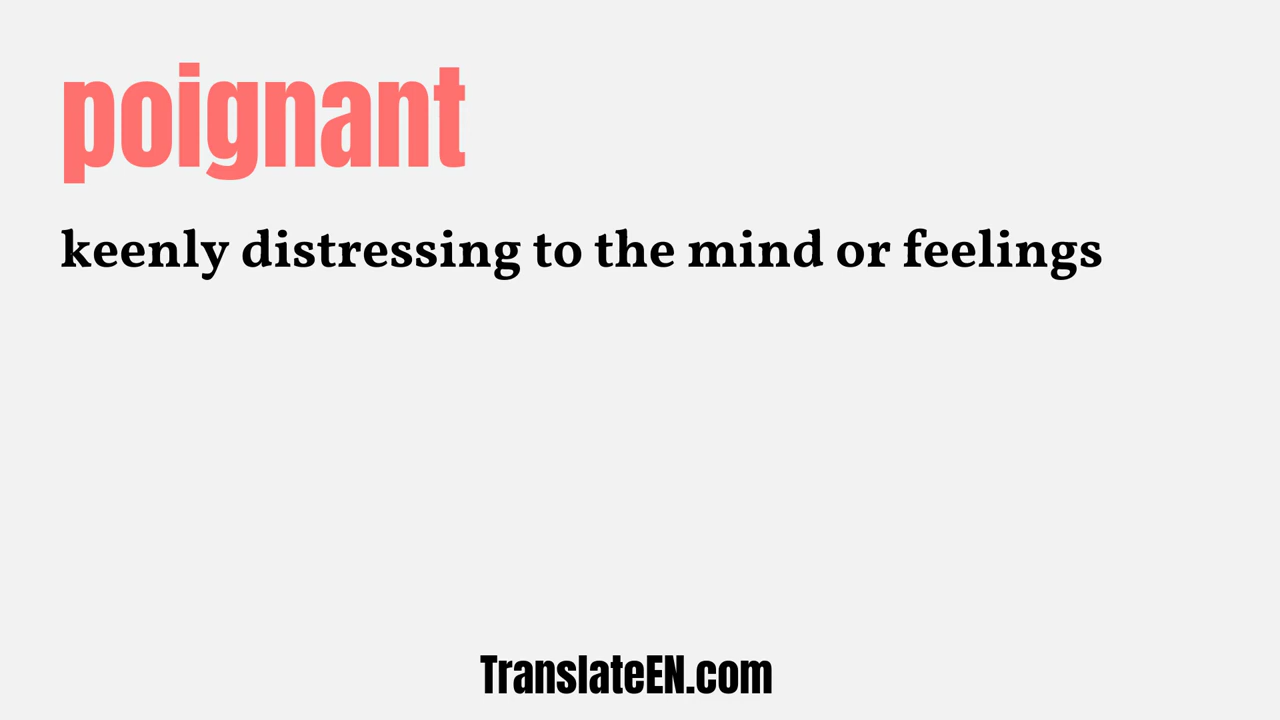 poignant
keenly distressing to the mind or feelings
TranslateEN.com